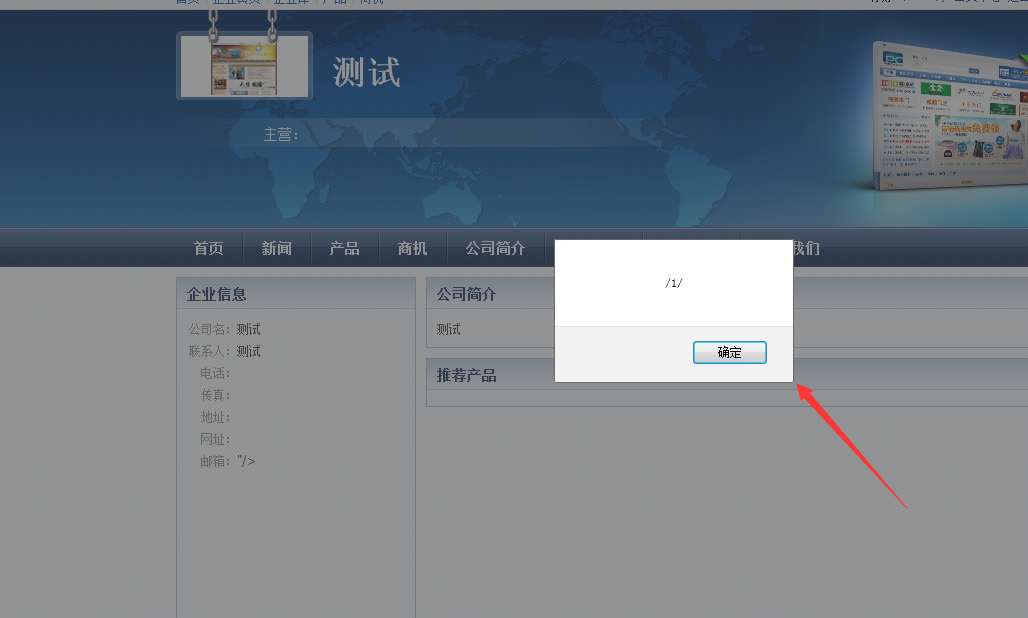 测试
主营：
首页 新闻 产品 商机 公司简介 我们
企业信息
公司名：测试
联系人：测试
电话：
传真：
地址：
网址：
邮箱："/>
公司简介
测试
推荐产品
/1/
确定